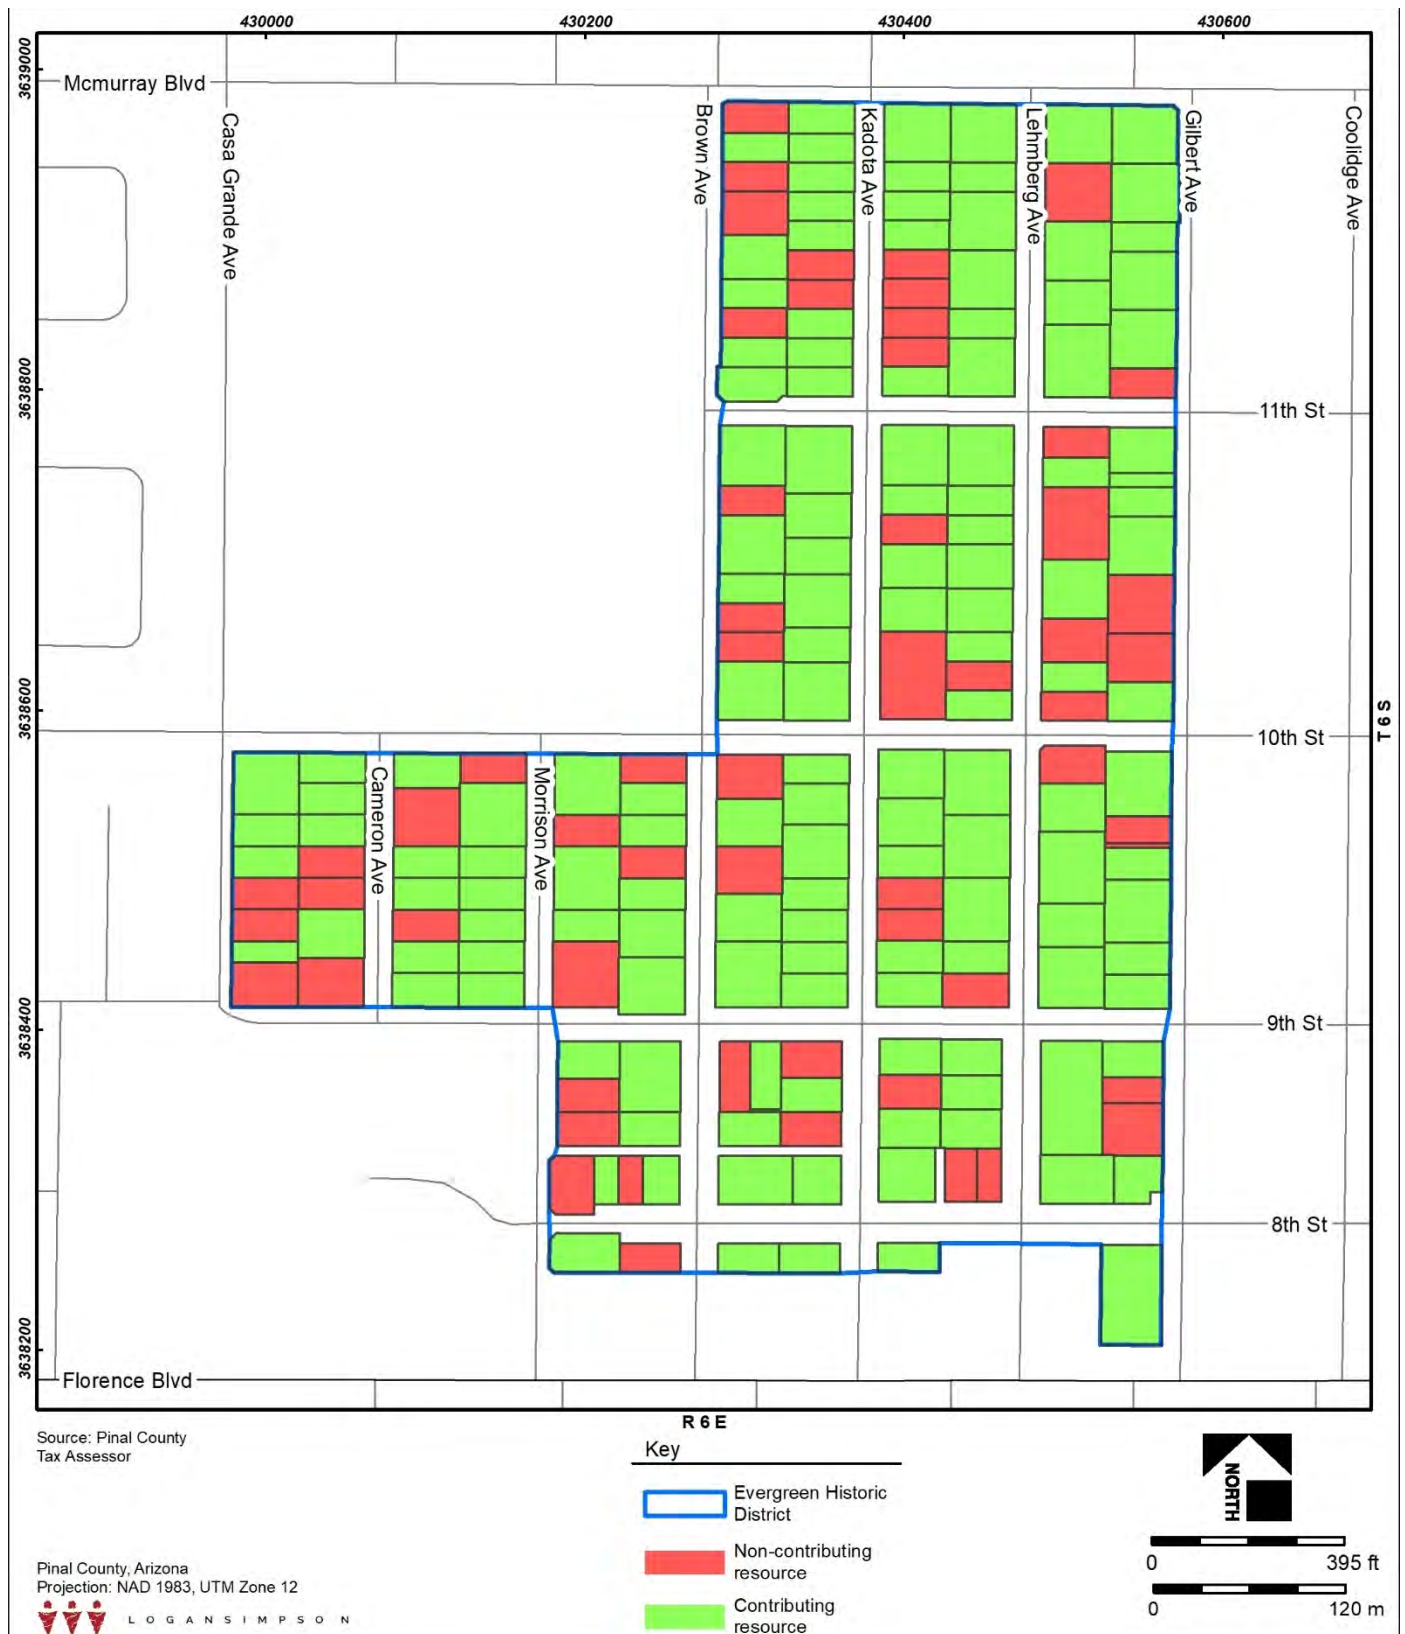 430000
430200
430400
430600
3639000
Mcmurray Blvd
Casa Grande Ave
Brown Ave
Kadota Ave
Lehmberg Ave
Gilbert Ave
Coolidge Ave
3638800
11th St
3638600
10th St
T 6 S
Cameron Ave
Morrison Ave
3638400
9th St
8th St
3638200
Florence Blvd
R 6 E
Source: Pinal County
Tax Assessor
Key
Evergreen Historic
District
Non-contributing
resource
Contributing
resource
NORTH
0 395 ft
0 120 m
Pinal County, Arizona
Projection: NAD 1983, UTM Zone 12
LOGANSIMPSON